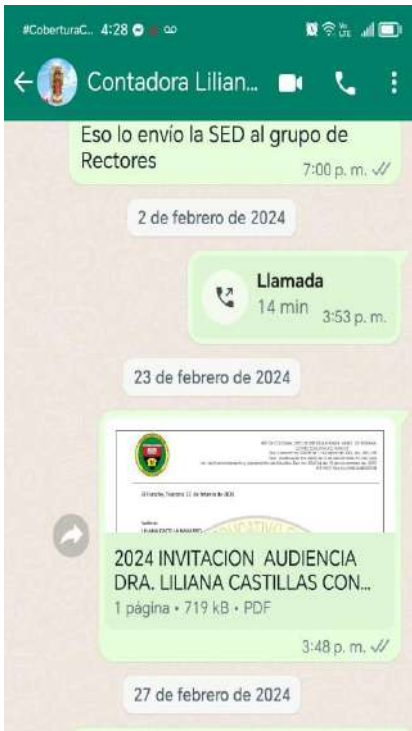 #CoberturaC... 4:28
Vo
LTE
Contadora Lilian...
Eso lo envío la SED al grupo de
Rectores
7:00 p. m.
2 de febrero de 2024
Llamada
14 min
3:53 p. m.
23 de febrero de 2024
2024 INVITACION AUDIENCIA
DRA. LILIANA CASTILLAS CON...
1 página • 719 kB • PDF
3:48 p. m.
27 de febrero de 2024